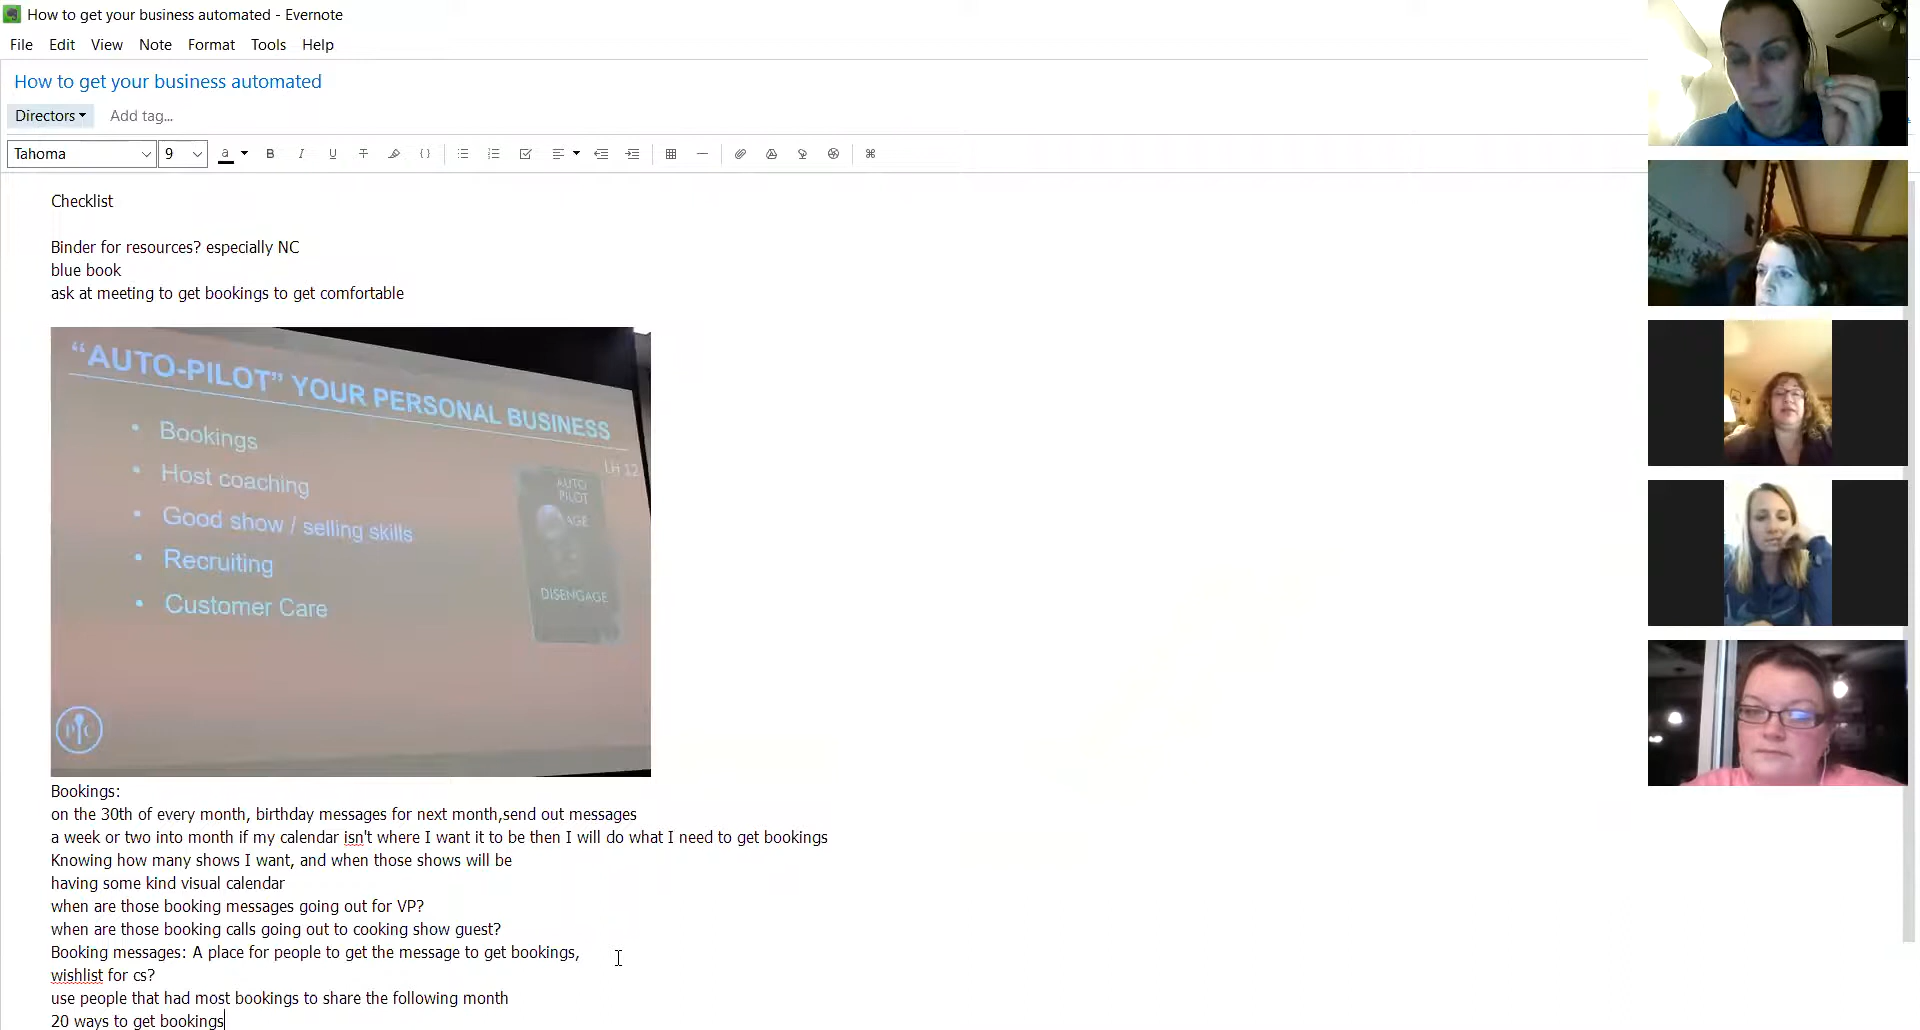 How to get your business automated - Evernote
File Edit View Note Format Tools Help
How to get your business automated
Directors Add tag...
Tahoma 9 a B I U T
Checklist
Binder for resources? especially NC
blue book
ask at meeting to get bookings to get comfortable
“AUTO-PILOT” YOUR PERSONAL BUSINESS
• Bookings
LH 12
• Host coaching
AUTO
PILOT
• Good show / selling skills
• Recruiting
DISENGAGE
• Customer Care
PC
Bookings:
on the 30th of every month, birthday messages for next month,send out messages
a week or two into month if my calendar isn't where I want it to be then I will do what I need to get bookings
Knowing how many shows I want, and when those shows will be
having some kind visual calendar
when are those booking messages going out for VP?
when are those booking calls going out to cooking show guest?
Booking messages: A place for people to get the message to get bookings,
wishlist for cs?
use people that had most bookings to share the following month
20 ways to get bookings